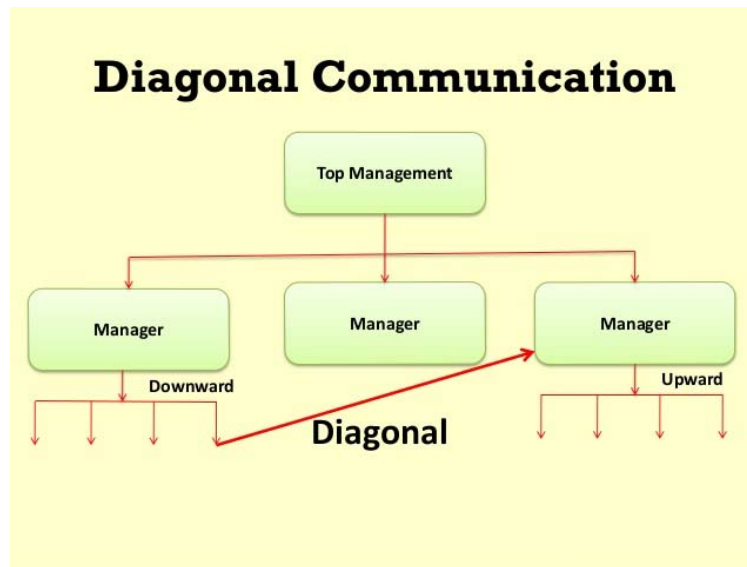 Diagonal Communication
Top Management
Manager
Manager
Manager
Downward
Upward
Diagonal